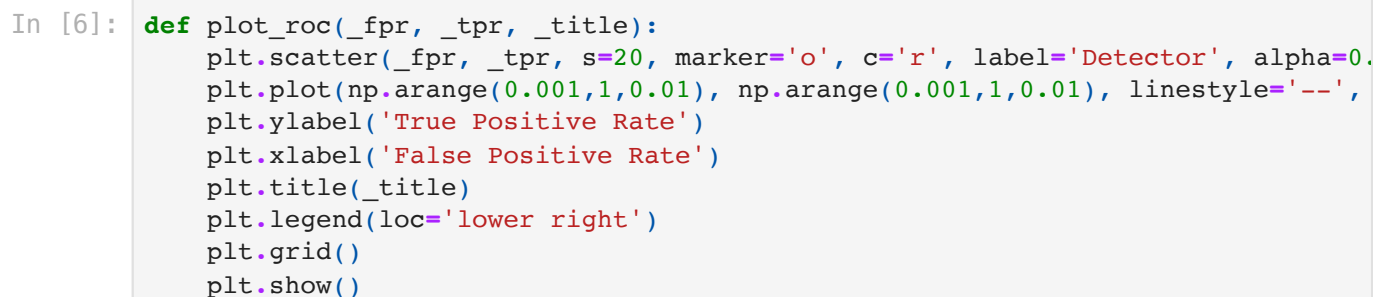 In [6]: def plot_roc(_fpr, _tpr, _title):
    plt.scatter(_fpr, _tpr, s=20, marker='o', c='r', label='Detector', alpha=0.
    plt.plot(np.arange(0.001,1,0.01), np.arange(0.001,1,0.01), linestyle='--',
    plt.ylabel('True Positive Rate')
    plt.xlabel('False Positive Rate')
    plt.title(_title)
    plt.legend(loc='lower right')
    plt.grid()
    plt.show()